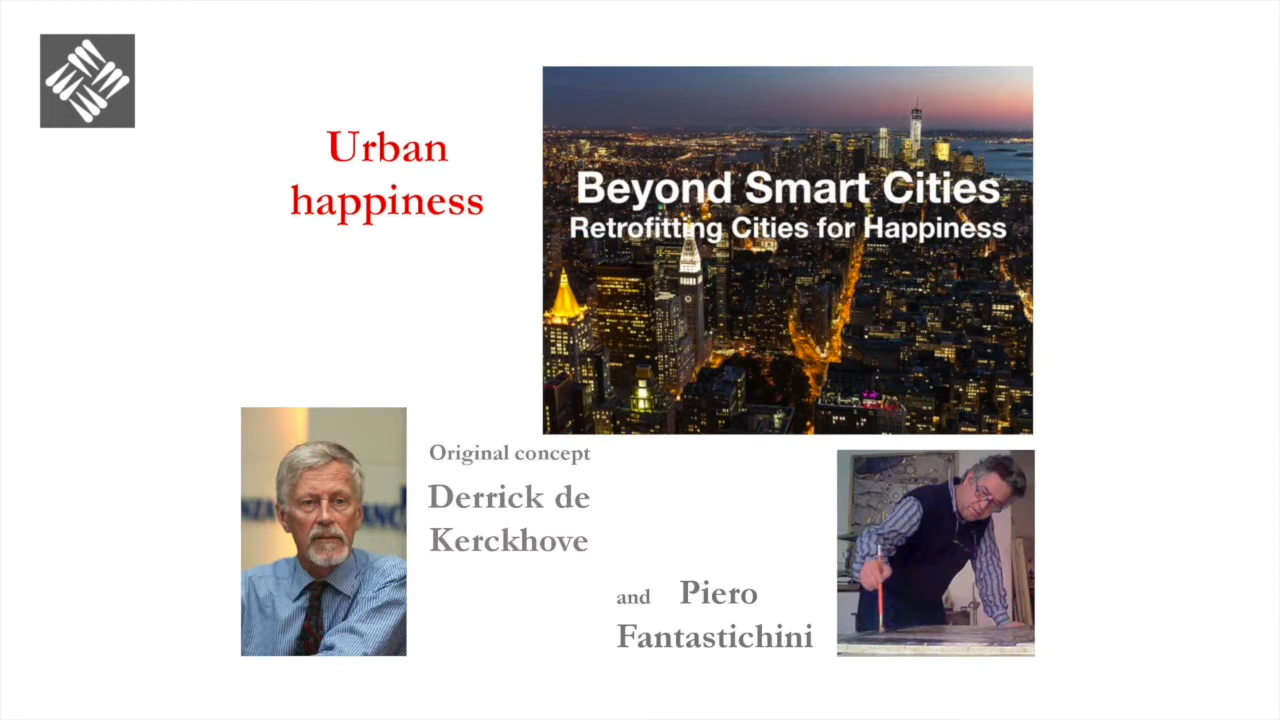 Urban
happiness
Beyond Smart Cities
Retrofitting Cities for Happiness
Original concept
Derrick de
Kerckhove
and Piero
Fantastichini